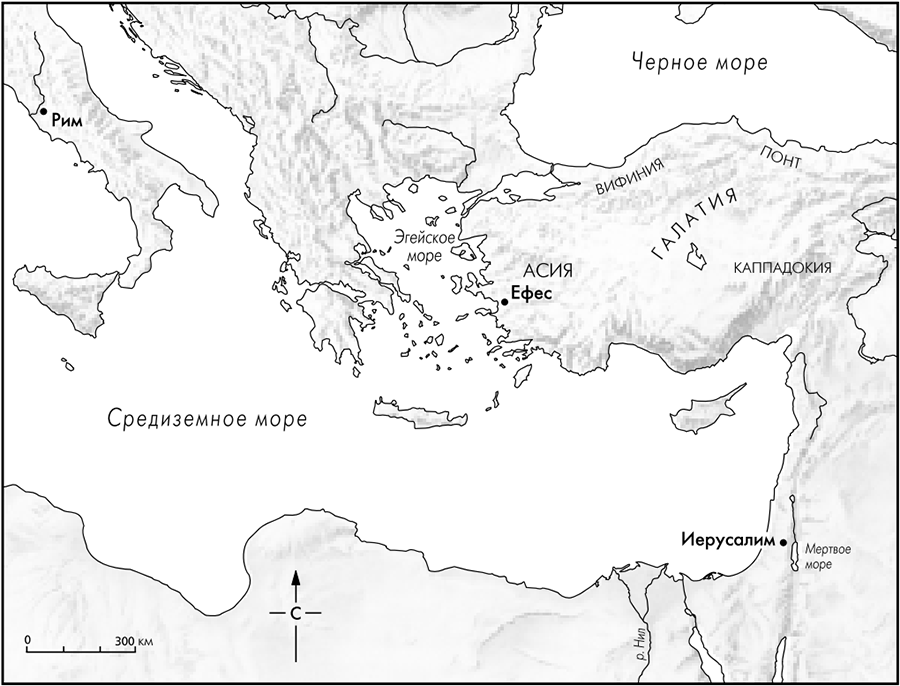 Черное море
Рим
ПОНТ
ВИФИНИЯ
ГАЛАТИЯ
Эгейское
море
АСИЯ
КАППАДОКИЯ
Ефес
Средиземное море
Иерусалим
Мертвое
море
С
0 300 км
р. Нил